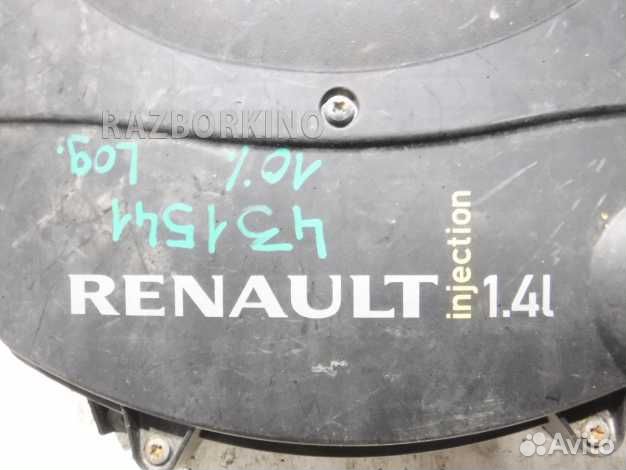 RAZBORKINO
10% Log.
431541
RENAULT injection 1.4l
Avito